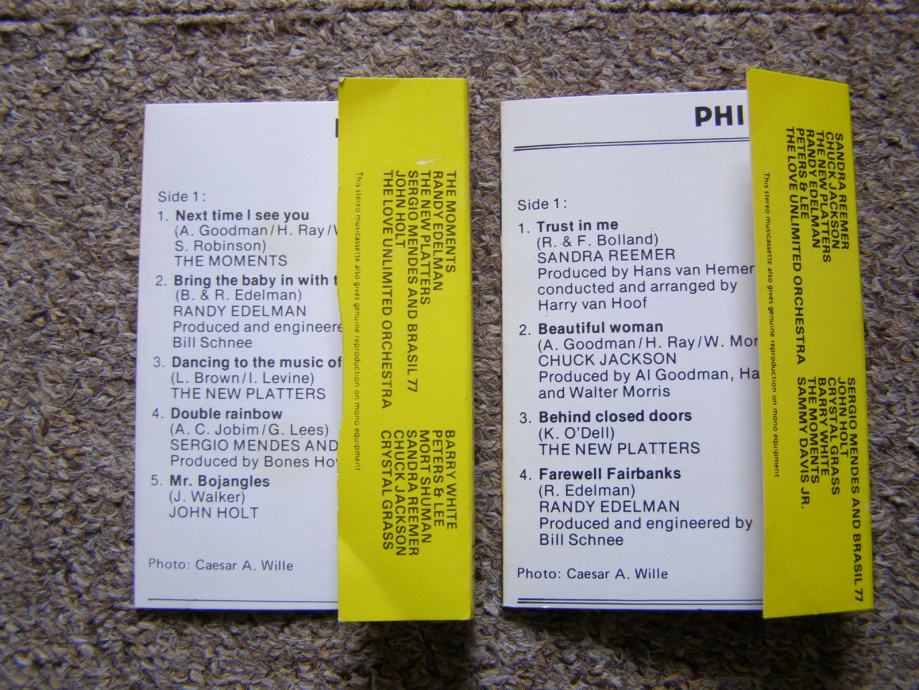 Side 1:
1. Next time I see you
(A. Goodman/H. Ray/
S. Robinson)
THE MOMENTS
2. Bring the baby in with
(B. & R. Edelman)
RANDY EDELMAN
Produced and engineere
Bill Schnee
3. Dancing to the music of
(L. Brown/I. Levine)
THE NEW PLATTERS
4. Double rainbow
(A. C. Jobim/G. Lees)
SERGIO MENDES AND
Produced by Bones
5. Mr. Bojangles
(J. Walker)
JOHN HOLT
Photo: Caesar A. Wille
THE MOMENTS
RANDY EDELMAN
THE NEW PLATTERS
SERGIO MENDES AND BRASIL 77
JOHN HOLT
THE LOVE UNLIMITED ORCHESTRA
BARRY WHITE
PETERS & LEE
MORT SHUMAN
SANDRA REEMER
CHUCK JACKSON
CRYSTAL GRASS
This stereo musicassette also gives genuine reproduction on mono equipment
PHI
Side 1:
1. Trust in me
(R. & F. Bolland)
SANDRA REEMER
Produced by Hans van Hemer
conducted and arranged by
Harry van Hoof
2. Beautiful woman
(A. Goodman/H. Ray/W. Mor
CHUCK JACKSON
Produced by Al Goodman, Ha
and Walter Morris
3. Behind closed doors
(K. O'Dell)
THE NEW PLATTERS
4. Farewell Fairbanks
(R. Edelman)
RANDY EDELMAN
Produced and engineered by
Bill Schnee
Photo: Caesar A. Wille
SANDRA REEMER
CHUCK JACKSON
THE NEW PLATTERS
RANDY EDELMAN
PETERS & LEE
THE LOVE UNLIMITED ORCHESTRA
SERGIO MENDES AND BRASIL 77
JOHN HOLT
CRYSTAL GRASS
BARRY WHITE
THE MOMENTS
SAMMY DAVIS JR.
This stereo musicassette also gives genuine reproduction on mono equipment